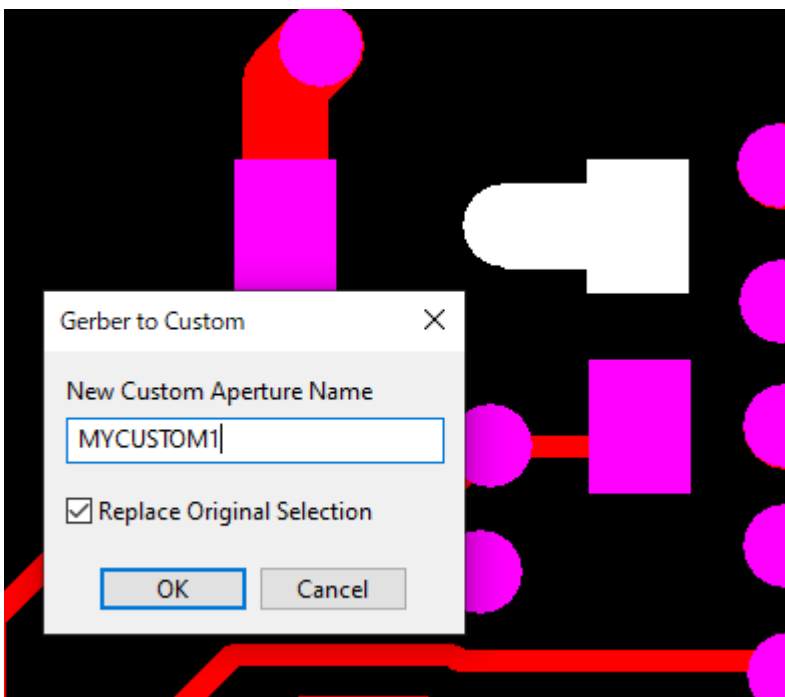 Gerber to Custom
New Custom Aperture Name
MYCUSTOM1
Replace Original Selection
OK
Cancel